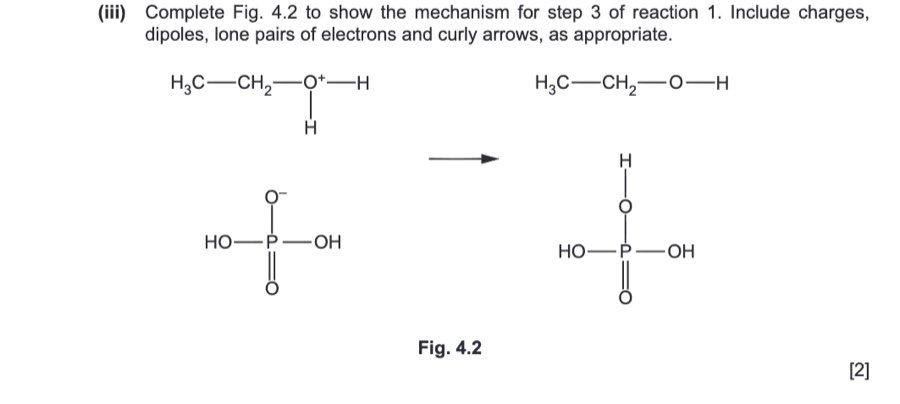 (iii) Complete Fig. 4.2 to show the mechanism for step 3 of reaction 1. Include charges,
dipoles, lone pairs of electrons and curly arrows, as appropriate.
H₃C—CH₂—O⁺—H
H
H₃C—CH₂—O—H
O⁻
HO—P—OH
O
H
O
HO—P—OH
O
Fig. 4.2
[2]